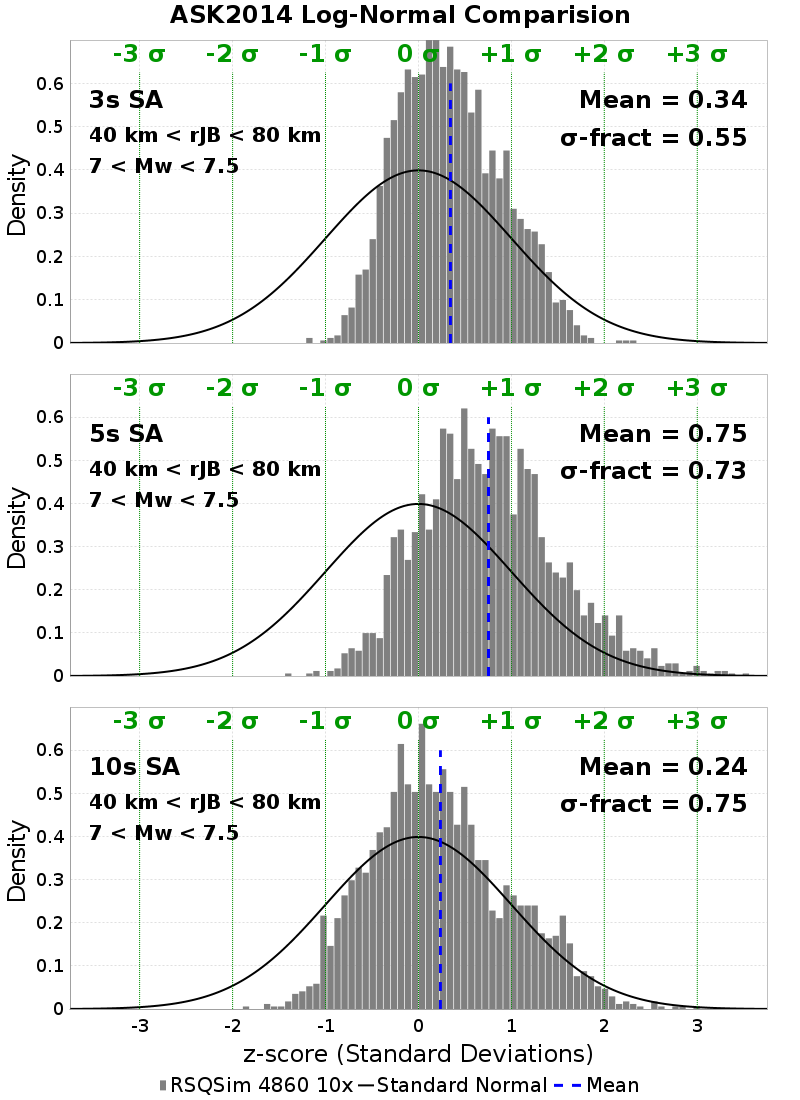 ASK2014 Log-Normal Comparision
-3 σ -2 σ -1 σ 0 σ +1 σ +2 σ +3 σ
3s SA
40 km < rJB < 80 km
7 < Mw < 7.5
Mean = 0.34
σ-fract = 0.55
0.6
0.5
0.4
0.3
0.2
0.1
0
Density
-3 σ -2 σ -1 σ 0 σ +1 σ +2 σ +3 σ
5s SA
40 km < rJB < 80 km
7 < Mw < 7.5
Mean = 0.75
σ-fract = 0.73
0.6
0.5
0.4
0.3
0.2
0.1
0
Density
-3 σ -2 σ -1 σ 0 σ +1 σ +2 σ +3 σ
10s SA
40 km < rJB < 80 km
7 < Mw < 7.5
Mean = 0.24
σ-fract = 0.75
0.6
0.5
0.4
0.3
0.2
0.1
0
Density
-3 -2 -1 0 1 2 3
z-score (Standard Deviations)
RSQSim 4860 10x Standard Normal Mean